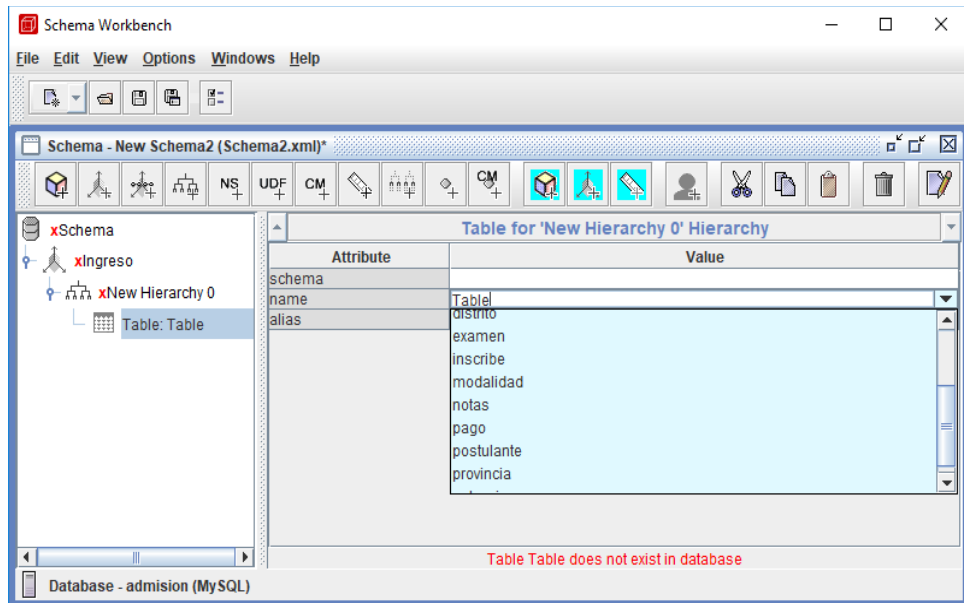 Schema Workbench
File Edit View Options Windows Help
Schema - New Schema2 (Schema2.xml)*
NS UDF CM CM
xSchema
xIngreso
xNew Hierarchy 0
Table: Table
Table for 'New Hierarchy 0' Hierarchy
Attribute Value
schema
name Table
alias
distrito
examen
inscribe
modalidad
notas
pago
postulante
provincia
Table Table does not exist in database
Database - admision (MySQL)